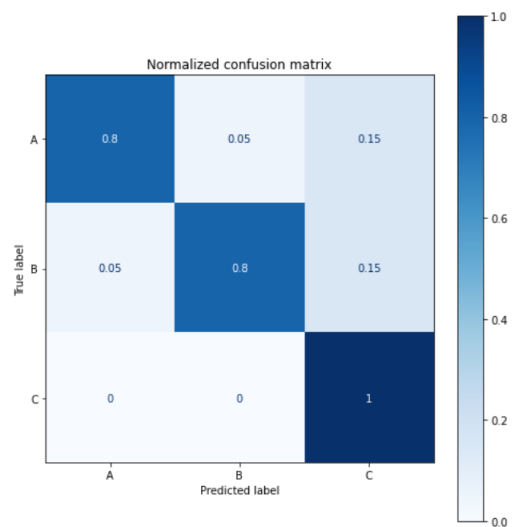 Normalized confusion matrix
1.0
0.8
0.6
0.4
0.2
0.0
True label
A 0.8 0.05 0.15
B 0.05 0.8 0.15
C 0 0 1
A B C
Predicted label